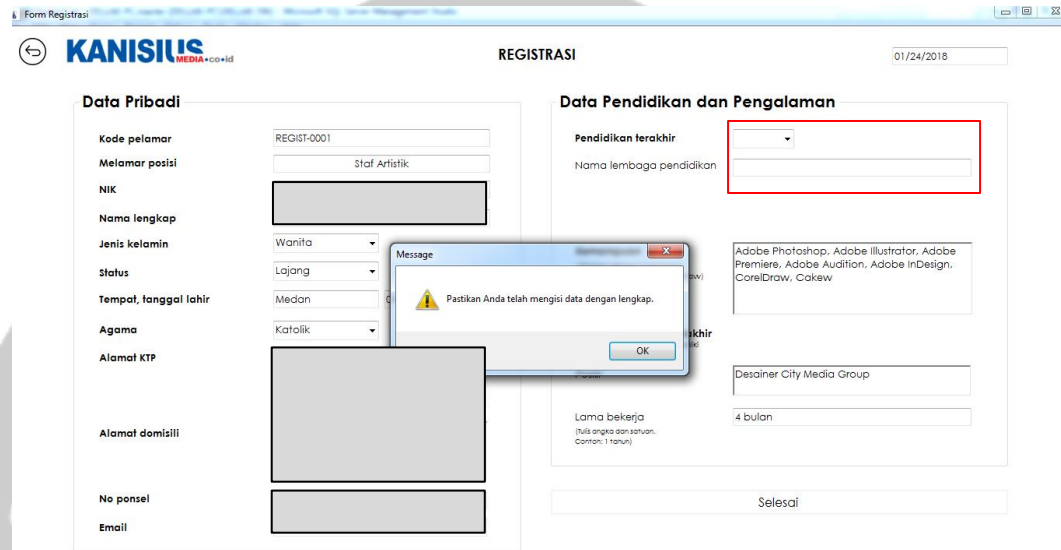 Form Registrasi
KANISIUS
MEDIA.co.id
REGISTRASI
01/24/2018
Data Pribadi
Kode pelamar
REGIST-0001
Melamar posisi
Staf Artistik
NIK
Nama lengkap
Jenis kelamin
Wanita
Status
Lajang
Tempat, tanggal lahir
Medan
Agama
Katolik
Alamat KTP
Alamat domisili
No ponsel
Email
Data Pendidikan dan Pengalaman
Pendidikan terakhir
Nama lembaga pendidikan
Adobe Photoshop, Adobe Illustrator, Adobe
Premiere, Adobe Audition, Adobe InDesign,
CorelDraw, Cakew
akhir
Desainer City Media Group
Lama bekerja
4 bulan
(Tulis angka dan satuan.
Contoh: 1 tahun)
Selesai
Message
Pastikan Anda telah mengisi data dengan lengkap.
OK